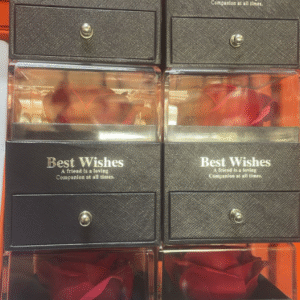 Companion at all times.
Best Wishes
A friend is a loving
Companion at all times.
Best Wishes
A friend is a loving
Companion at all times.